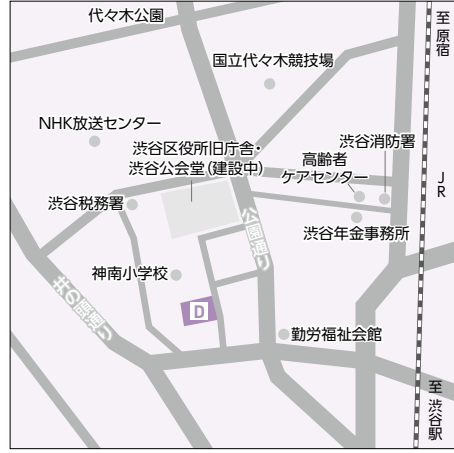 代々木公園
至 原宿
国立代々木競技場
NHK放送センター
渋谷区役所旧庁舎・
渋谷公会堂（建設中）
渋谷消防署
高齢者
ケアセンター
JR
渋谷税務署
公園通り
渋谷年金事務所
神南小学校
井の頭通り
D
勤労福祉会館
至 渋谷駅